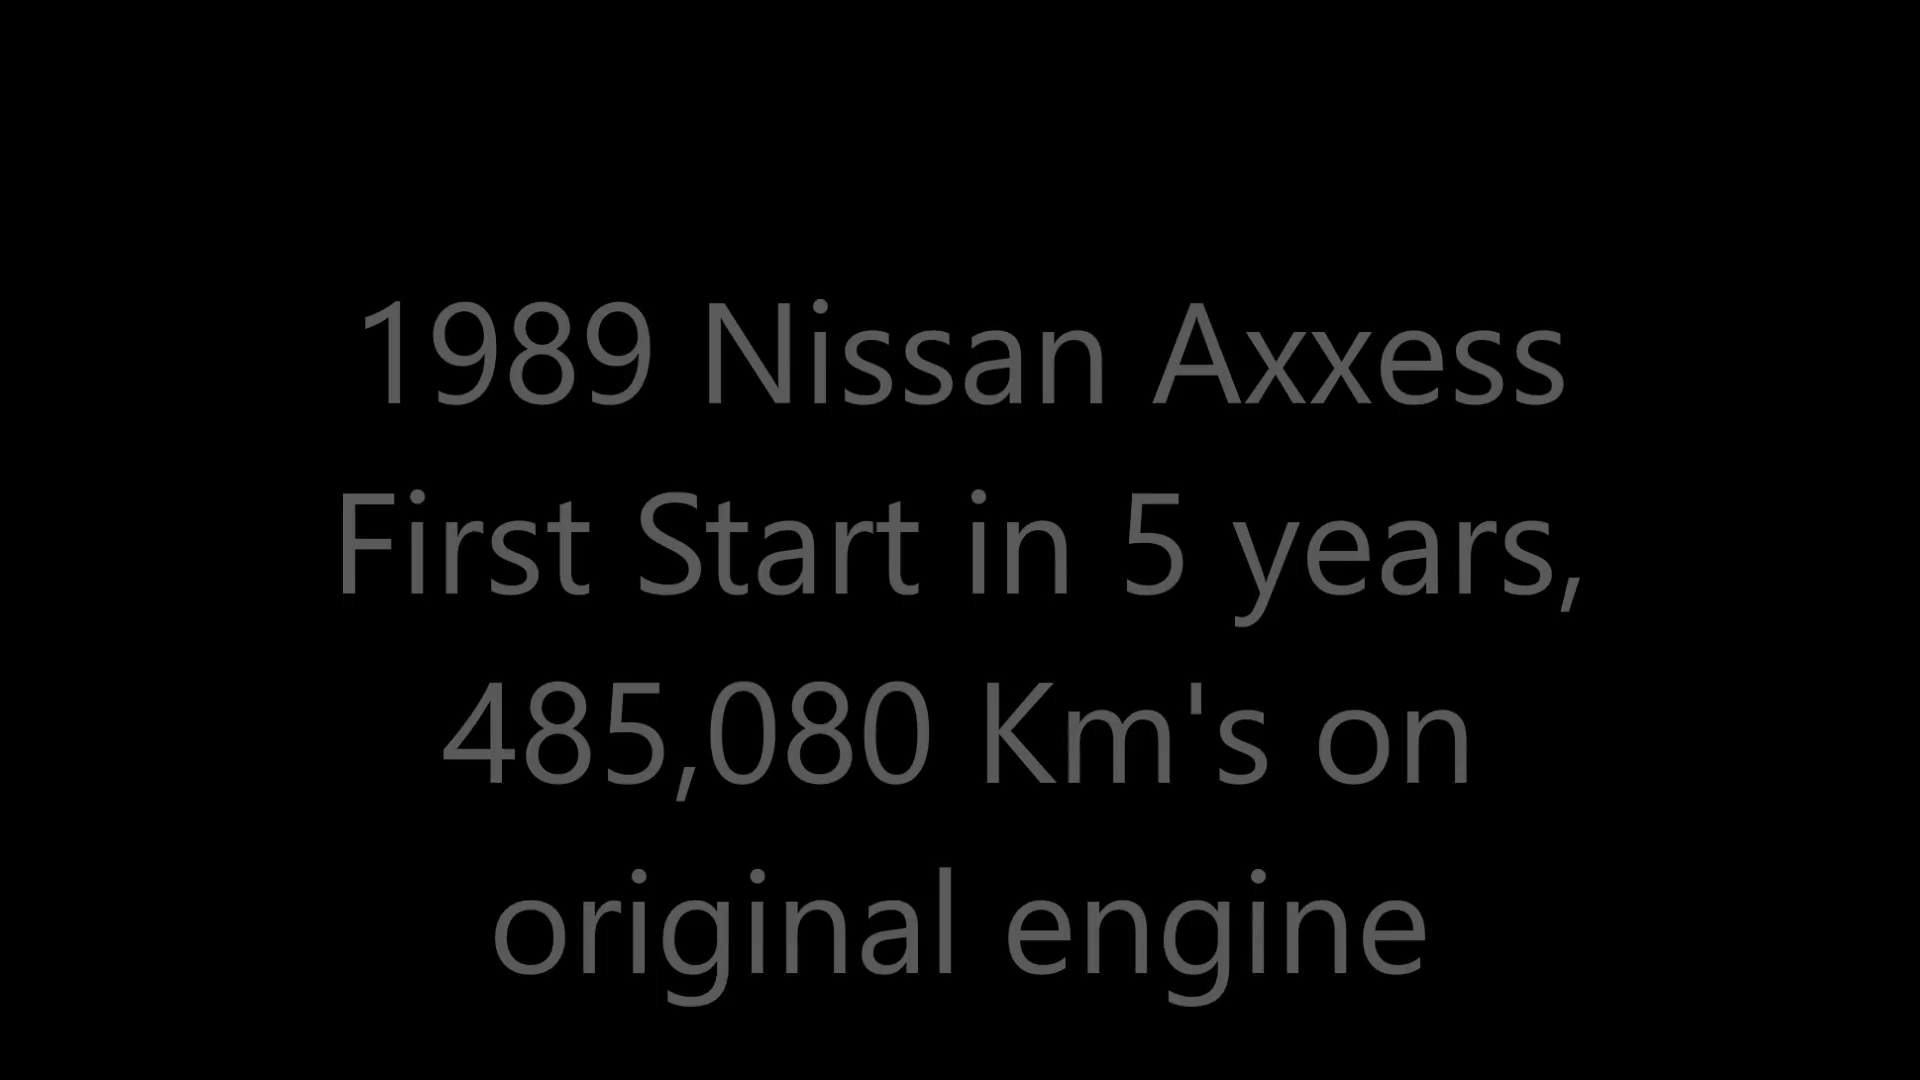 1989 Nissan Axxess
First Start in 5 years,
485,080 Km's on
original engine